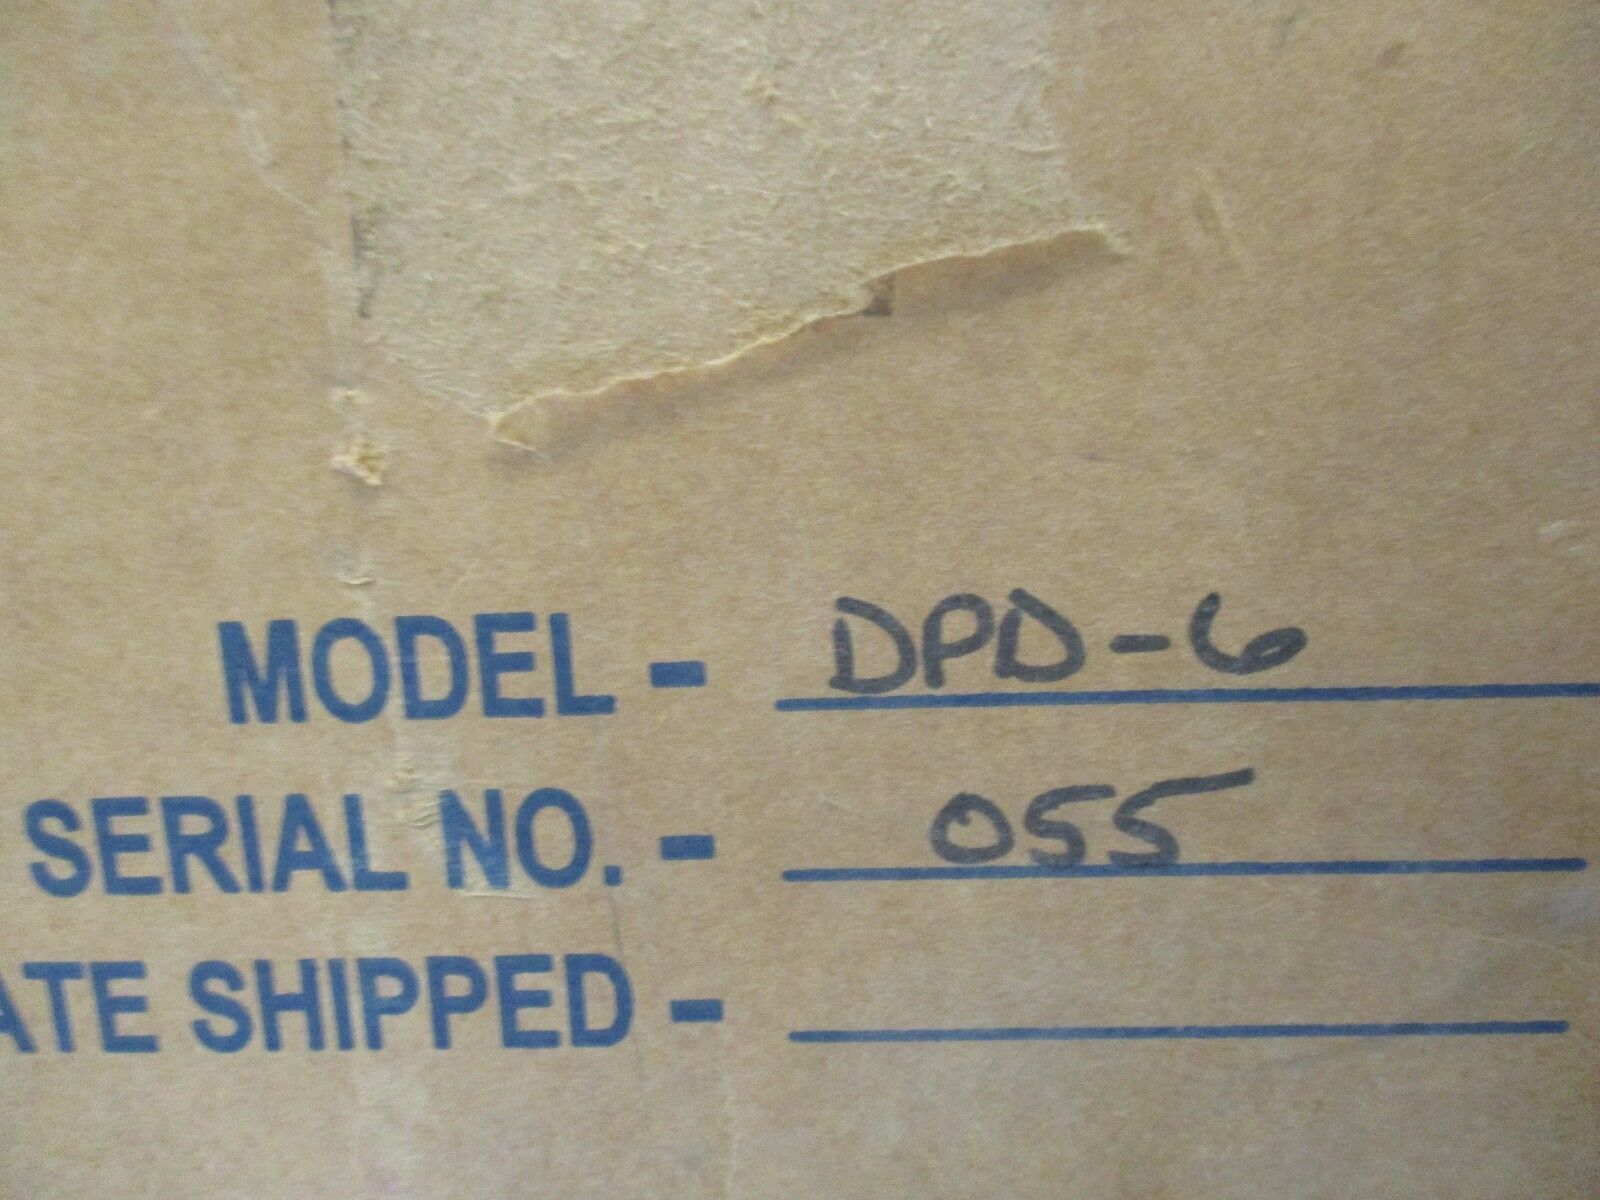 MODEL - DPD-6
SERIAL NO. - 055
ATE SHIPPED -